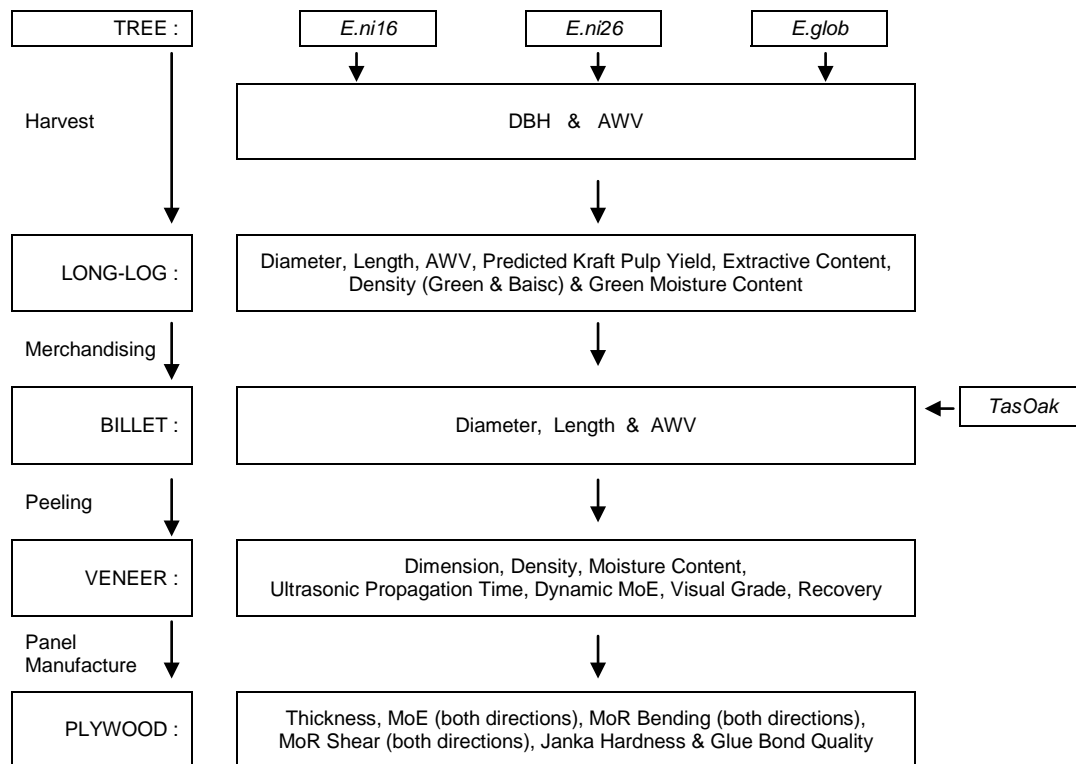 TREE :
E.ni16
E.ni26
E.glob
Harvest
DBH & AWV
LONG-LOG :
Diameter, Length, AWV, Predicted Kraft Pulp Yield, Extractive Content,
Density (Green & Baisc) & Green Moisture Content
Merchandising
BILLET :
Diameter, Length & AWV
TasOak
Peeling
VENEER :
Dimension, Density, Moisture Content,
Ultrasonic Propagation Time, Dynamic MoE, Visual Grade, Recovery
Panel
Manufacture
PLYWOOD :
Thickness, MoE (both directions), MoR Bending (both directions),
MoR Shear (both directions), Janka Hardness & Glue Bond Quality